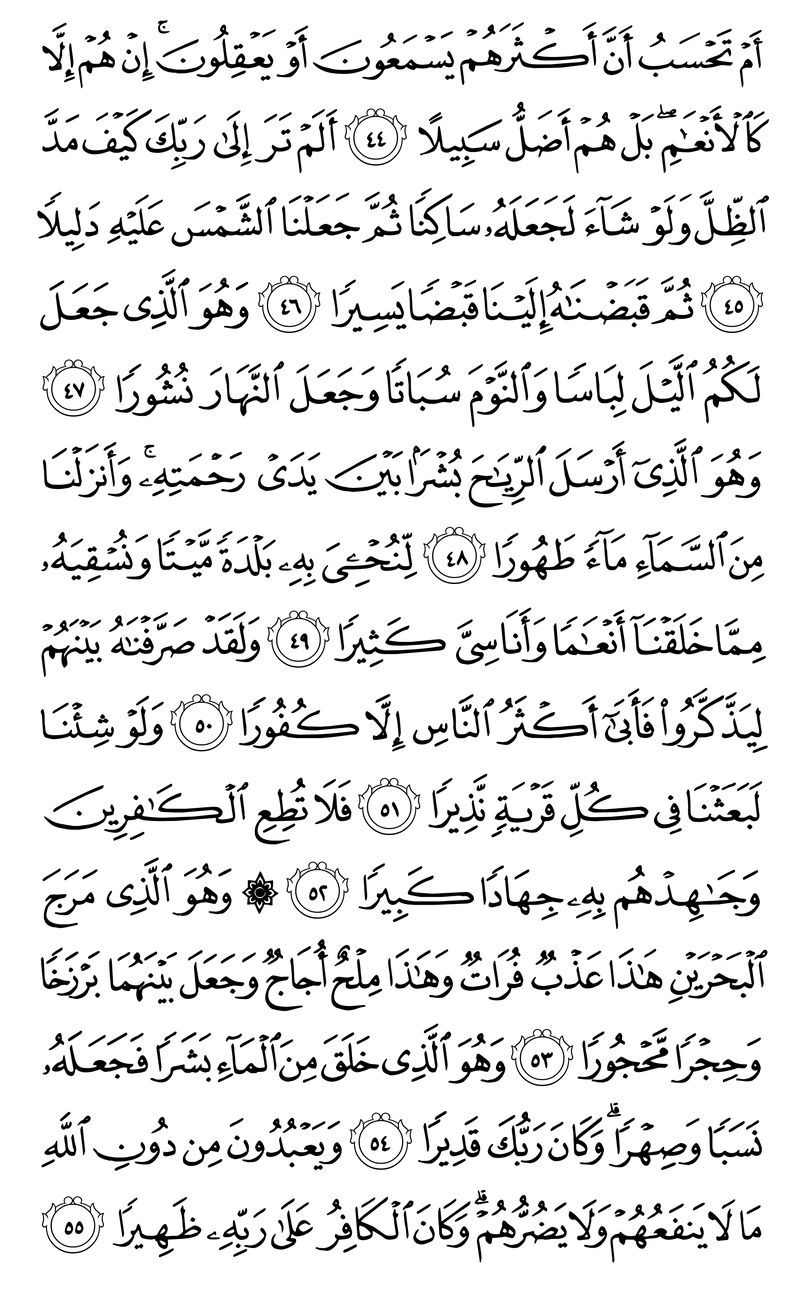 أَمْ تَحْسَبُ أَنَّ أَكْثَرَهُمْ يَسْمَعُونَ أَوْ يَعْقِلُونَ ۚ إِنْ هُمْ إِلَّا
كَٱلْأَنْعَـٰمِ ۖ بَلْ هُمْ أَضَلُّ سَبِيلًا ٤٤ أَلَمْ تَرَ إِلَىٰ رَبِّكَ كَيْفَ مَدَّ
ٱلظِّلَّ وَلَوْ شَآءَ لَجَعَلَهُۥ سَاكِنًا ثُمَّ جَعَلْنَا ٱلشَّمْسَ عَلَيْهِ دَلِيلًا
٤٥ ثُمَّ قَبَضْنَـٰهُ إِلَيْنَا قَبْضًا يَسِيرًا ٤٦ وَهُوَ ٱلَّذِى جَعَلَ
لَكُمُ ٱلَّيْلَ لِبَاسًا وَٱلنَّوْمَ سُبَاتًا وَجَعَلَ ٱلنَّهَارَ نُشُورًا ٤٧
وَهُوَ ٱلَّذِىٓ أَرْسَلَ ٱلرِّيَـٰحَ بُشْرًۢا بَيْنَ يَدَىْ رَحْمَتِهِۦ ۚ وَأَنزَلْنَا
مِنَ ٱلسَّمَآءِ مَآءً طَهُورًا ٤٨ لِّنُحْـِۧىَ بِهِۦ بَلْدَةً مَّيْتًا وَنُسْقِيَهُۥ
مِمَّا خَلَقْنَآ أَنْعَـٰمًا وَأَنَاسِىَّ كَثِيرًا ٤٩ وَلَقَدْ صَرَّفْنَـٰهُ بَيْنَهُمْ
لِيَذَّكَّرُوا۟ فَأَبَىٰٓ أَكْثَرُ ٱلنَّاسِ إِلَّا كُفُورًا ٥٠ وَلَوْ شِئْنَا
لَبَعَثْنَا فِى كُلِّ قَرْيَةٍ نَّذِيرًا ٥١ فَلَا تُطِعِ ٱلْكَـٰفِرِينَ
وَجَـٰهِدْهُم بِهِۦ جِهَادًا كَبِيرًا ٥٢ ۞ وَهُوَ ٱلَّذِى مَرَجَ
ٱلْبَحْرَيْنِ هَـٰذَا عَذْبٌ فُرَاتٌ وَهَـٰذَا مِلْحٌ أُجَاجٌ وَجَعَلَ بَيْنَهُمَا بَرْزَخًا
وَحِجْرًا مَّحْجُورًا ٥٣ وَهُوَ ٱلَّذِى خَلَقَ مِنَ ٱلْمَآءِ بَشَرًا فَجَعَلَهُۥ
نَسَبًا وَصِهْرًا ۗ وَكَانَ رَبُّكَ قَدِيرًا ٥٤ وَيَعْبُدُونَ مِن دُونِ ٱللَّهِ
مَا لَا يَنفَعُهُمْ وَلَا يَضُرُّهُمْ ۗ وَكَانَ ٱلْكَافِرُ عَلَىٰ رَبِّهِۦ ظَهِيرًا ٥٥